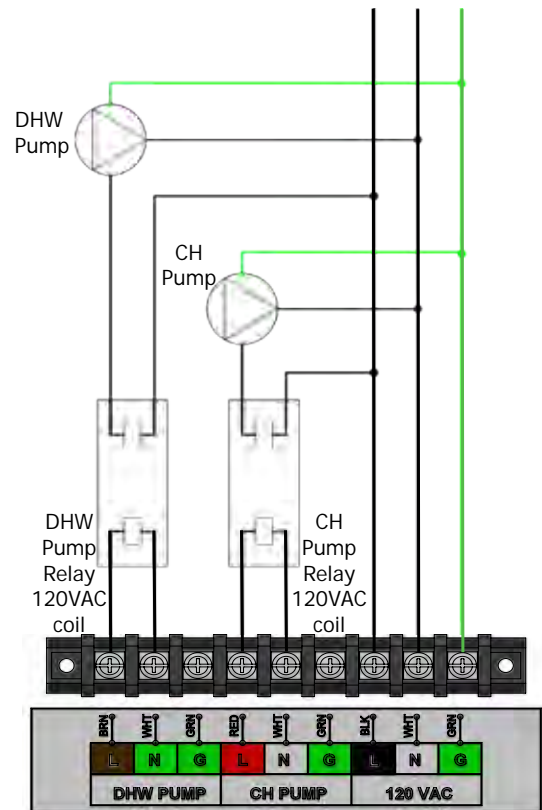 DHW
Pump
CH
Pump
DHW
Pump
Relay
120VAC
coil
CH
Pump
Relay
120VAC
coil
BRN WHT GRN RED WHT GRN BLK WHT GRN
L N G L N G L N G
DHW PUMP CH PUMP 120 VAC